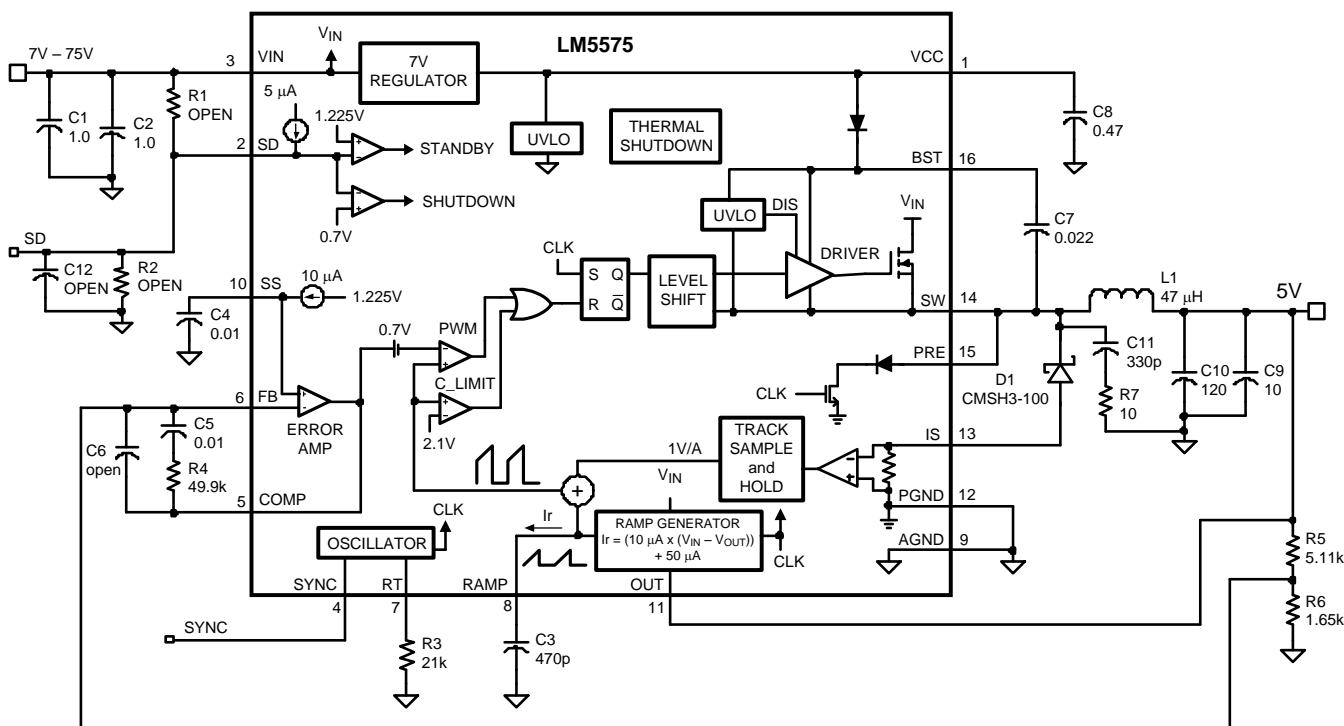 LM5575
7V – 75V
3
VIN
V_IN
7V
REGULATOR
VCC
1
R1
OPEN
C1
1.0
C2
1.0
5 µA
1.225V
STANDBY
UVLO
THERMAL
SHUTDOWN
C8
0.47
2
SD
SHUTDOWN
0.7V
BST
16
UVLO
DIS
V_IN
C7
0.022
SD
C12
OPEN
R2
OPEN
CLK
S
Q
R
Q̅
LEVEL
SHIFT
DRIVER
10
SS
10 µA
1.225V
SW
14
L1
47 µH
5V
C4
0.01
0.7V
PWM
PRE
15
C11
330p
C10
120
C9
10
C_LIMIT
CLK
D1
CMSH3-100
R7
10
6
FB
C5
0.01
ERROR
AMP
2.1V
C6
open
R4
49.9k
1V/A
TRACK
SAMPLE
and
HOLD
IS
13
5
COMP
V_IN
PGND
12
CLK
Ir
RAMP GENERATOR
Ir = (10 µA x (V_IN – V_OUT))
+ 50 µA
CLK
AGND
9
OSCILLATOR
R5
5.11k
SYNC
RT
RAMP
OUT
4
7
8
11
R6
1.65k
SYNC
R3
21k
C3
470p